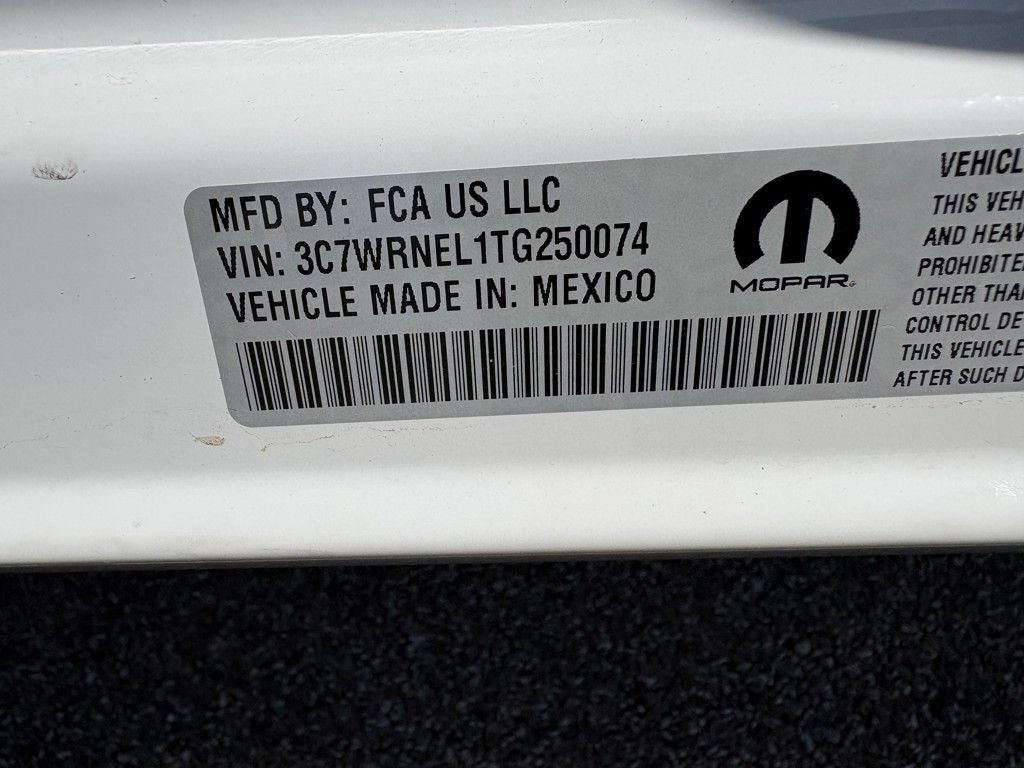 MFD BY: FCA US LLC
VIN: 3C7WRNEL1TG250074
VEHICLE MADE IN: MEXICO
MOPAR
VEHICL
THIS VEH
AND HEAV
PROHIBITE
OTHER THA
CONTROL DE
THIS VEHICLE
AFTER SUCH D